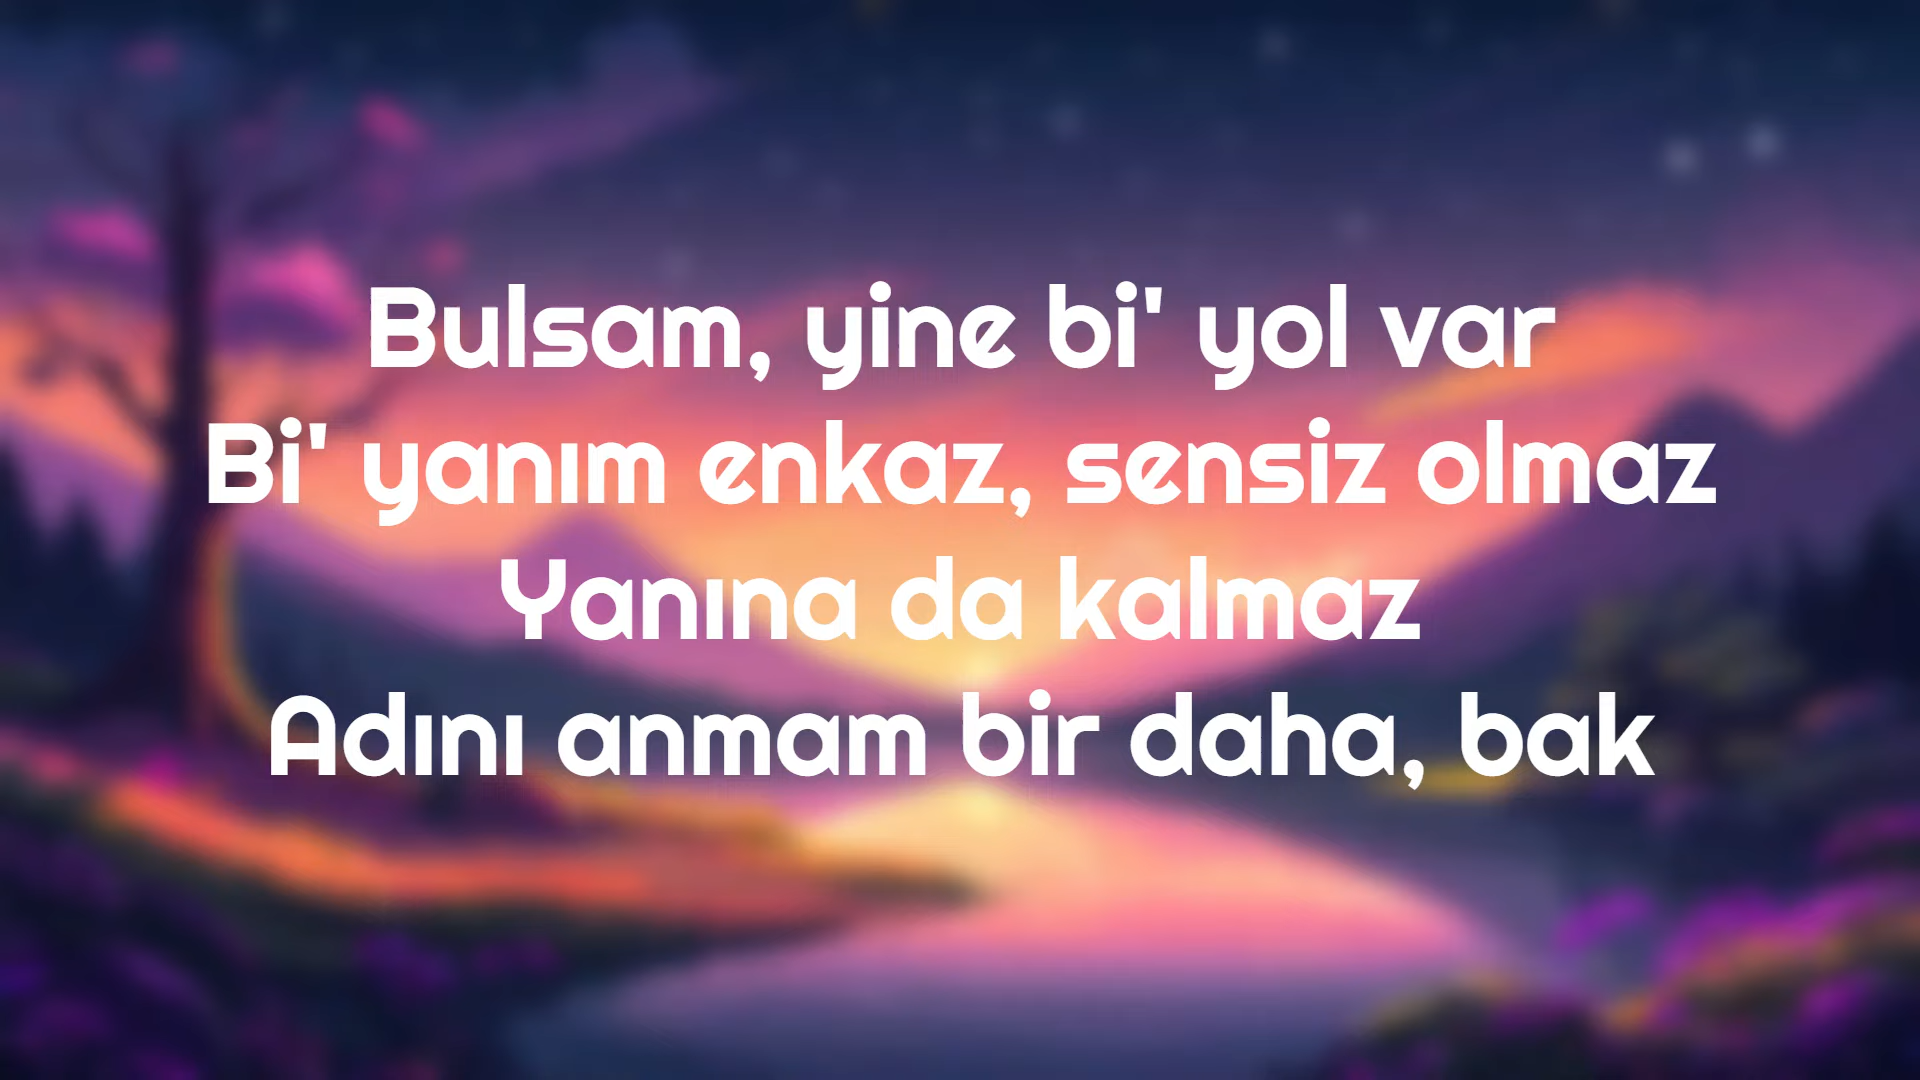 Bulsam, yine bi' yol var
Bi' yanım enkaz, sensiz olmaz
Yanına da kalmaz
Adını anmam bir daha, bak